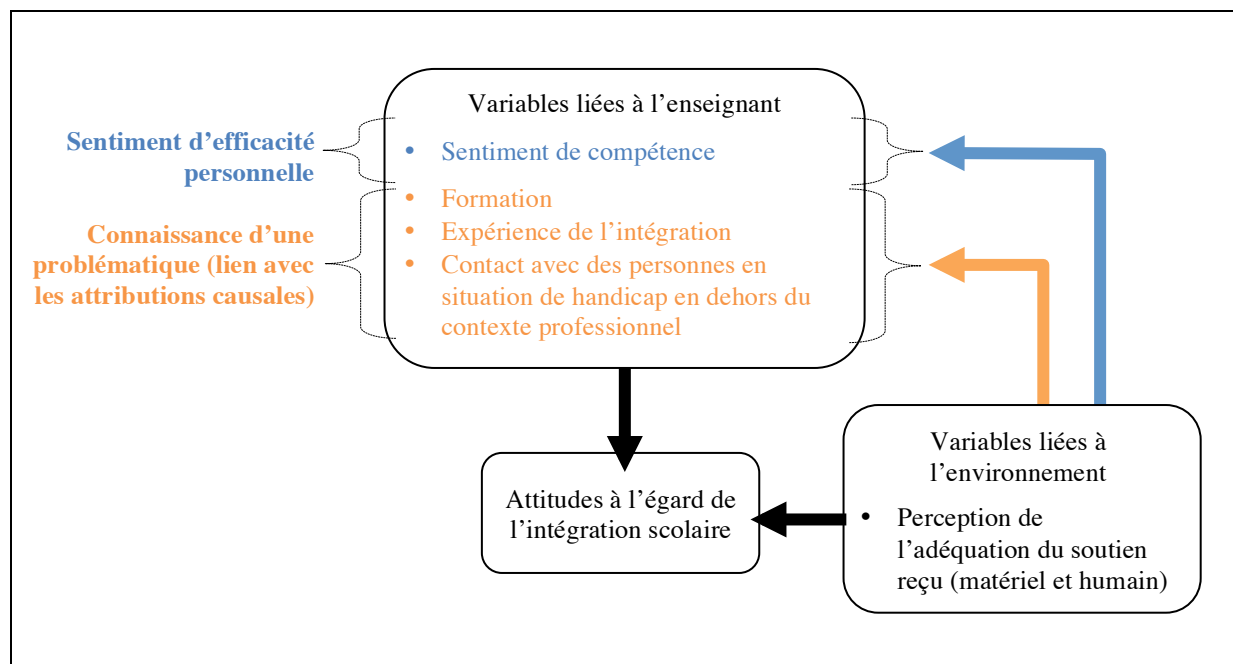 Variables liées à l’enseignant
Sentiment d’efficacité
personnelle
• Sentiment de compétence
Connaissance d’une
problématique (lien avec
les attributions causales)
• Formation
• Expérience de l’intégration
• Contact avec des personnes en
situation de handicap en dehors du
contexte professionnel
Attitudes à l’égard de
l’intégration scolaire
Variables liées à
l’environnement
• Perception de
l’adéquation du soutien
reçu (matériel et humain)